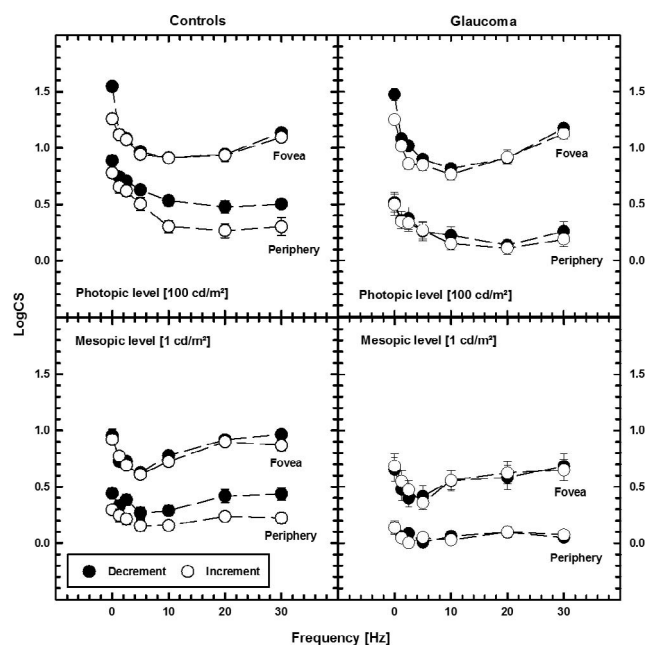 Controls Glaucoma
1.5
1.0
0.5
0.0
Fovea
Periphery
Photopic level [100 cd/m²]
Fovea
Periphery
Photopic level [100 cd/m²]
1.5
1.0
0.5
0.0
LogCS
Mesopic level [1 cd/m²]
1.5
1.0
0.5
0.0
Fovea
Periphery
Decrement Increment
Mesopic level [1 cd/m²]
Fovea
Periphery
1.5
1.0
0.5
0.0
0 10 20 30 0 10 20 30
Frequency [Hz]